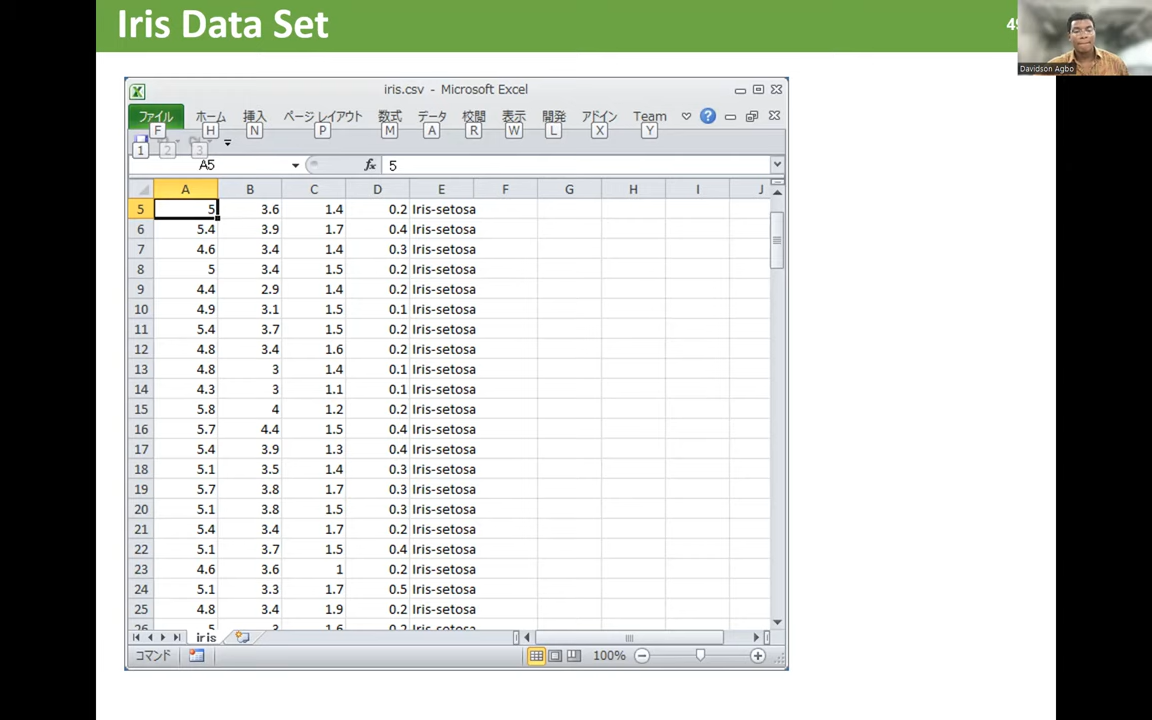 Iris Data Set
Davidson Agbo
iris.csv - Microsoft Excel
ファイル ホーム 挿入 ページ レイアウト 数式 データ 校閲 表示 開発 アドイン Team
F H N P M A R W L X Y
1 2 3
A5 fx 5
A B C D E F G H I J
5 5 3.6 1.4 0.2 Iris-setosa
6 5.4 3.9 1.7 0.4 Iris-setosa
7 4.6 3.4 1.4 0.3 Iris-setosa
8 5 3.4 1.5 0.2 Iris-setosa
9 4.4 2.9 1.4 0.2 Iris-setosa
10 4.9 3.1 1.5 0.1 Iris-setosa
11 5.4 3.7 1.5 0.2 Iris-setosa
12 4.8 3.4 1.6 0.2 Iris-setosa
13 4.8 3 1.4 0.1 Iris-setosa
14 4.3 3 1.1 0.1 Iris-setosa
15 5.8 4 1.2 0.2 Iris-setosa
16 5.7 4.4 1.5 0.4 Iris-setosa
17 5.4 3.9 1.3 0.4 Iris-setosa
18 5.1 3.5 1.4 0.3 Iris-setosa
19 5.7 3.8 1.7 0.3 Iris-setosa
20 5.1 3.8 1.5 0.3 Iris-setosa
21 5.4 3.4 1.7 0.2 Iris-setosa
22 5.1 3.7 1.5 0.4 Iris-setosa
23 4.6 3.6 1 0.2 Iris-setosa
24 5.1 3.3 1.7 0.5 Iris-setosa
25 4.8 3.4 1.9 0.2 Iris-setosa
26 5 3 1.6 0.2 Iris-setosa
iris
コマンド 100%